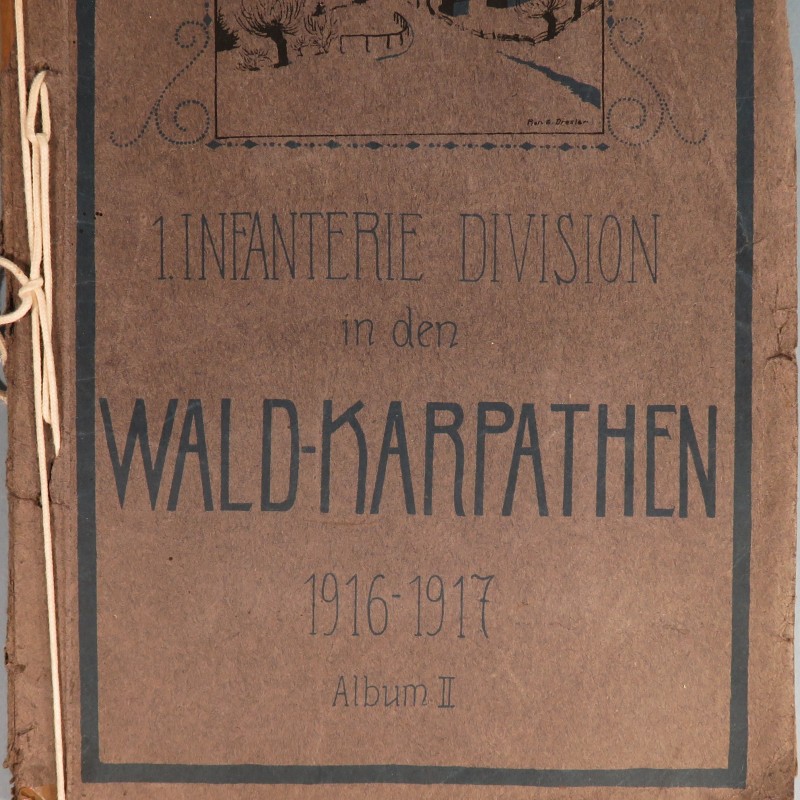 1. INFANTERIE DIVISION
in den
WALD-KARPATHEN
1916-1917
Album II